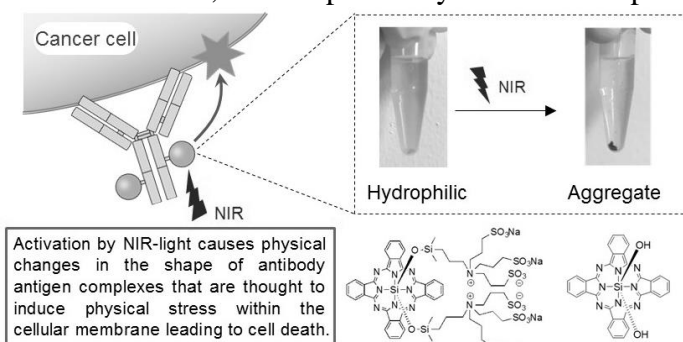 Cancer cell
NIR
NIR
Hydrophilic
Aggregate
Activation by NIR-light causes physical
changes in the shape of antibody
antigen complexes that are thought to
induce physical stress within the
cellular membrane leading to cell death.
SO₃Na
SO₃Na
SO₃
SO₃
SO₃Na
SO₃Na
OH
OH